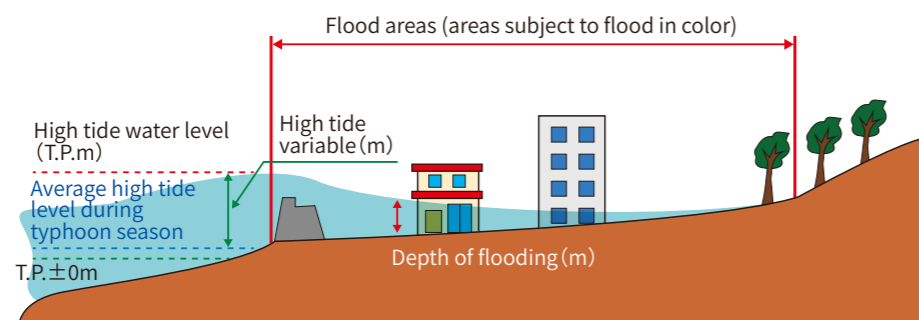 Flood areas (areas subject to flood in color)
High tide water level
(T.P.m)
High tide
variable(m)
Average high tide
level during
typhoon season
T.P.±0m
Depth of flooding(m)